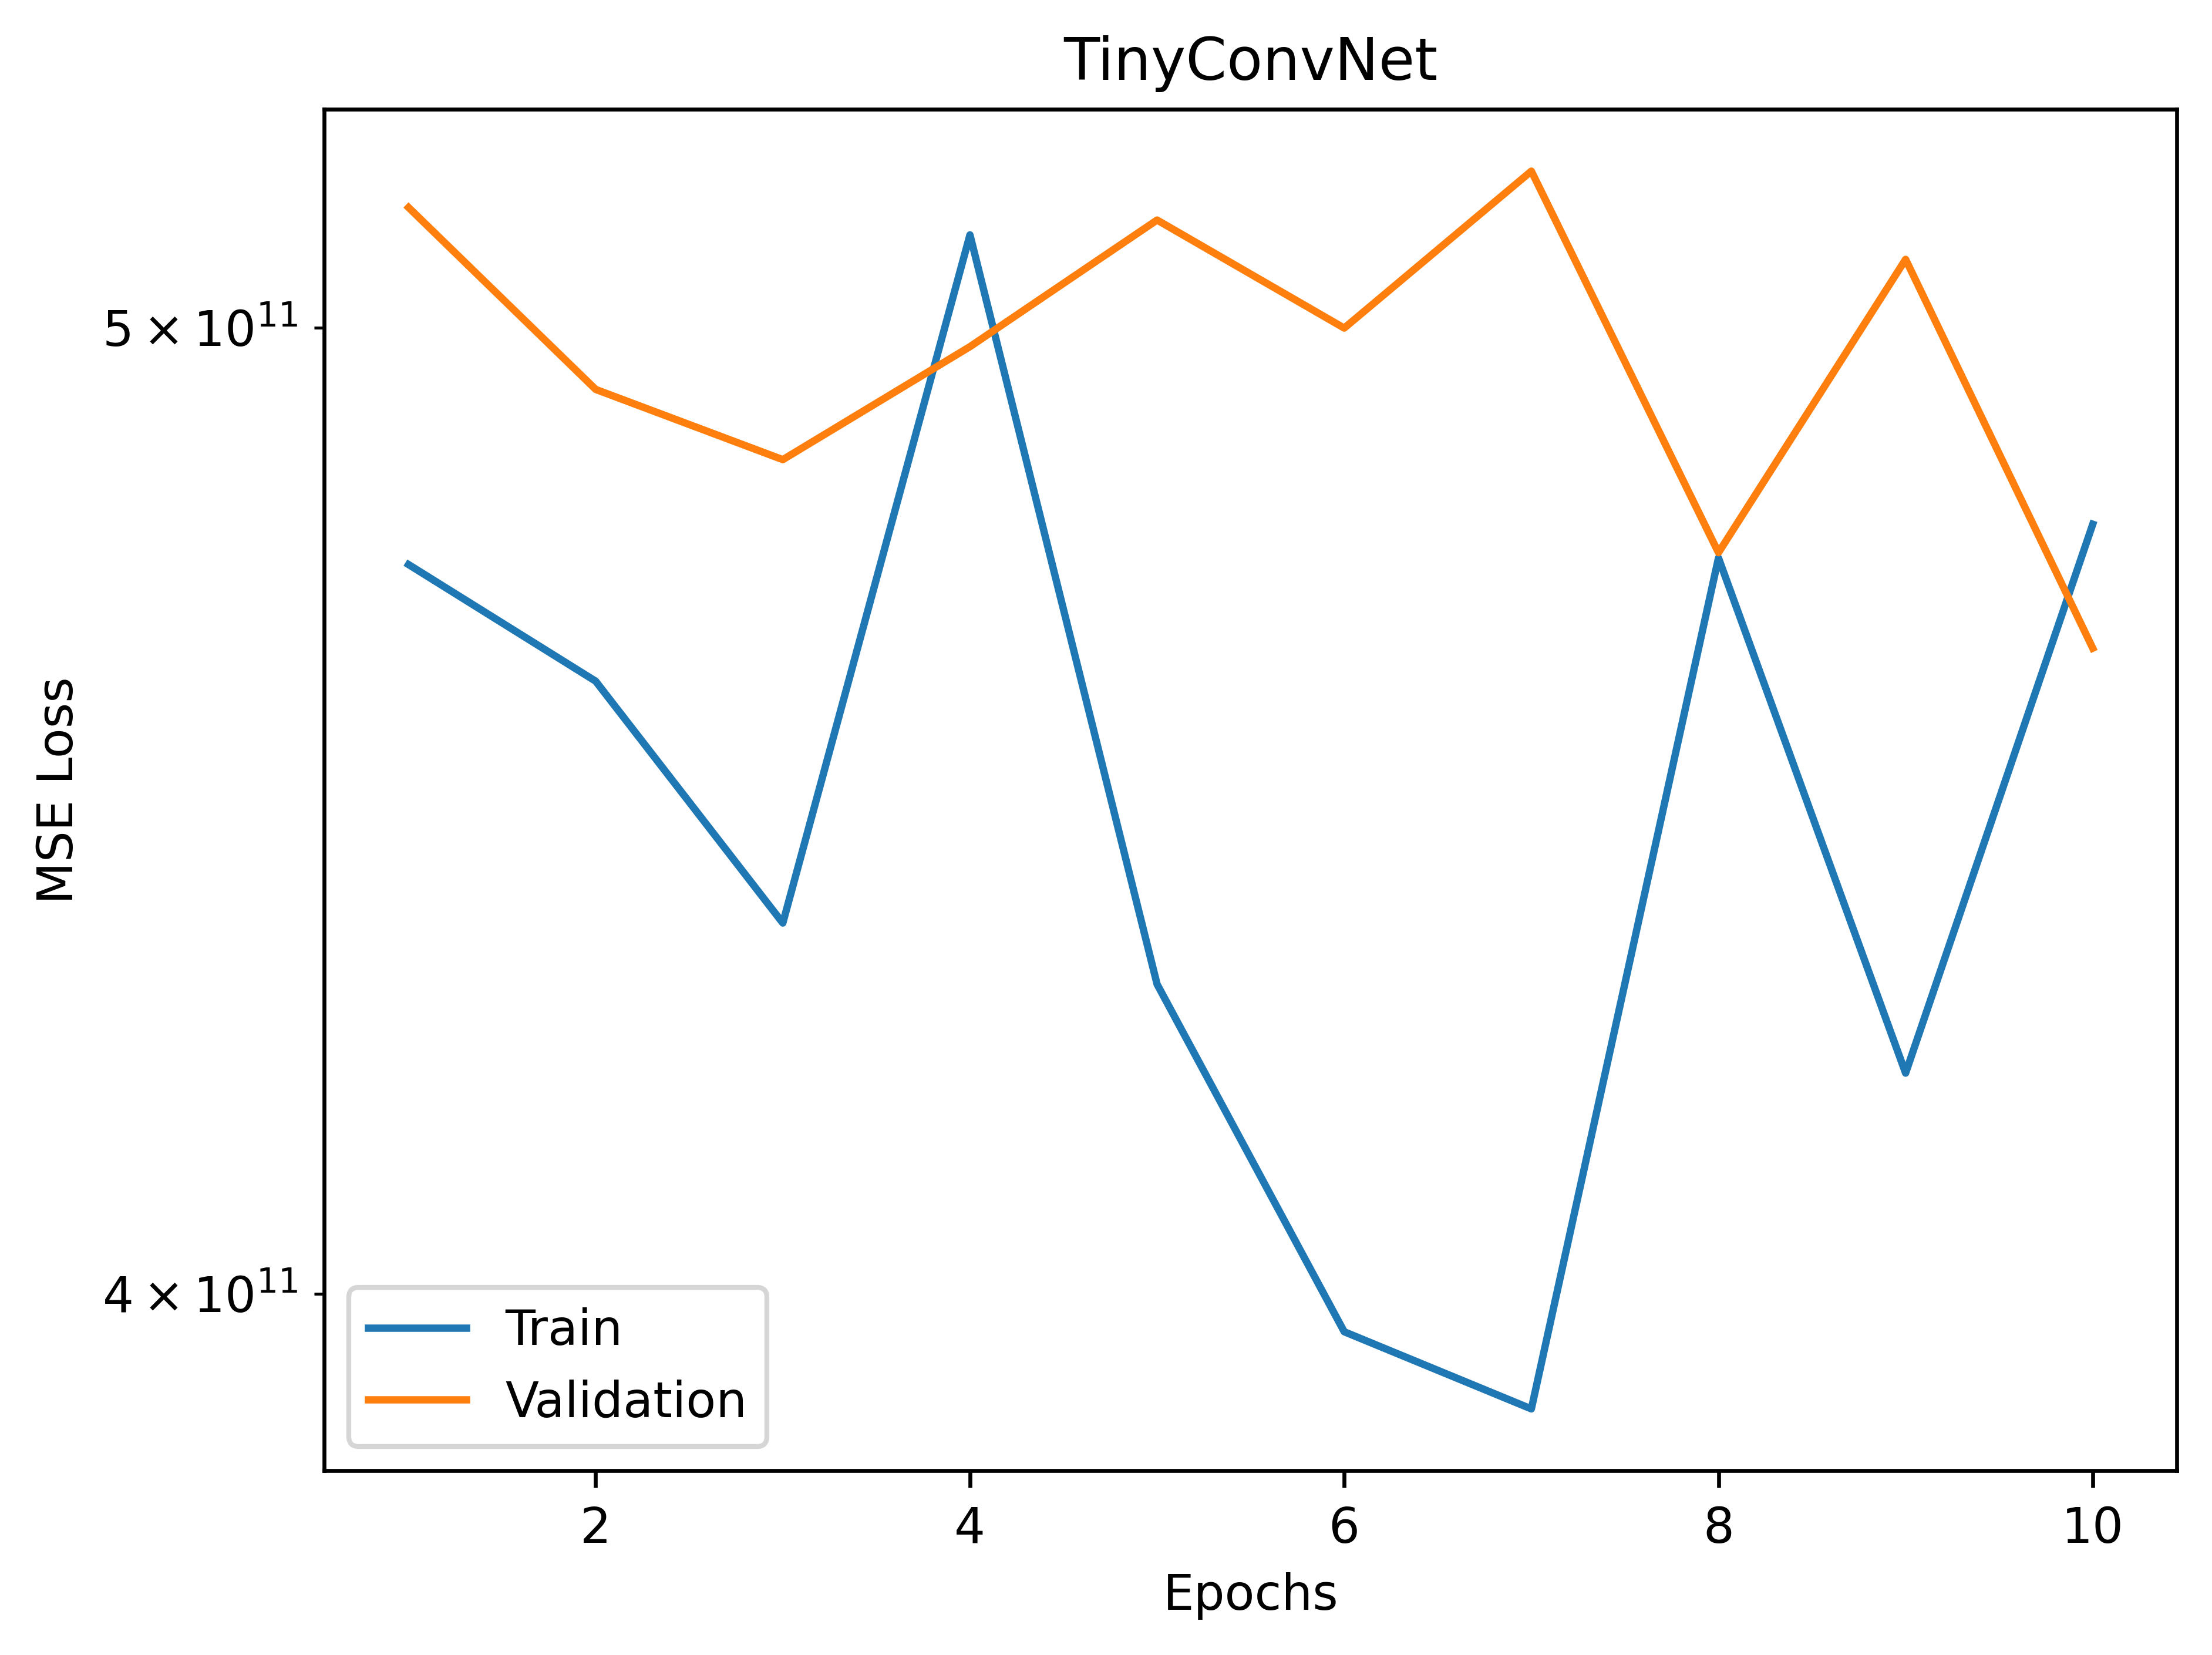 TinyConvNet
MSE Loss
5 × 10¹¹
4 × 10¹¹
Train
Validation
2 4 6 8 10
Epochs